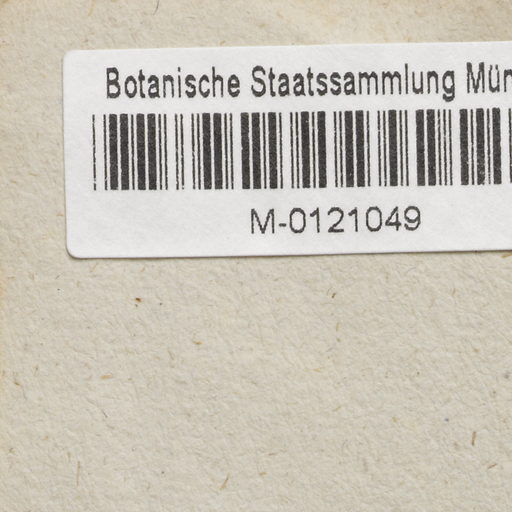 Botanische Staatssammlung Mün
M-0121049